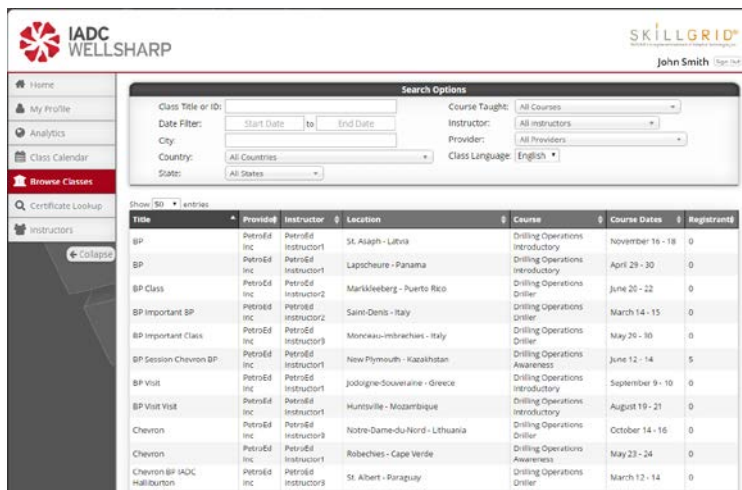 IADC
WELLSHARP
SKILLGRID®
John Smith Sign Out
Home
My Profile
Analytics
Class Calendar
Browse Classes
Certificate Lookup
Instructors
Collapse
Search Options
Class Title or ID:
Course Taught: All Courses
Date Filter: Start Date to End Date
Instructor: All Instructors
City:
Provider: All Providers
Country: All Countries
Class Language: English
State: All States
Show 50 entries
Title Provider Instructor Location Course Course Dates Registrants
BP PetroEd Inc PetroEd Instructor1 St. Asaph - Latvia Drilling Operations Introductory November 16 - 18 0
BP PetroEd Inc PetroEd Instructor1 Lapscheure - Panama Drilling Operations Introductory April 29 - 30 0
BP Class PetroEd Inc PetroEd Instructor2 Markkleeberg - Puerto Rico Drilling Operations Driller June 20 - 22 0
BP Important BP PetroEd Inc PetroEd Instructor2 Saint-Denis - Italy Drilling Operations Driller March 14 - 15 0
BP Important Class PetroEd Inc PetroEd Instructor3 Monceau-Imbrechies - Italy Drilling Operations Driller May 29 - 30 0
BP Session Chevron BP PetroEd Inc PetroEd Instructor1 New Plymouth - Kazakhstan Drilling Operations Awareness June 12 - 14 5
BP Visit PetroEd Inc PetroEd Instructor1 Jodoigne-Souveraine - Greece Drilling Operations Introductory September 9 - 10 0
BP Visit Visit PetroEd Inc PetroEd Instructor1 Huntsville - Mozambique Drilling Operations Introductory August 19 - 21 0
Chevron PetroEd Inc PetroEd Instructor3 Notre-Dame-du-Nord - Lithuania Drilling Operations Driller October 14 - 16 0
Chevron PetroEd Inc PetroEd Instructor1 Robechies - Cape Verde Drilling Operations Awareness May 23 - 24 0
Chevron BP IADC Halliburton PetroEd Inc PetroEd Instructor3 St. Albert - Paraguay Drilling Operations Driller March 12 - 14 0